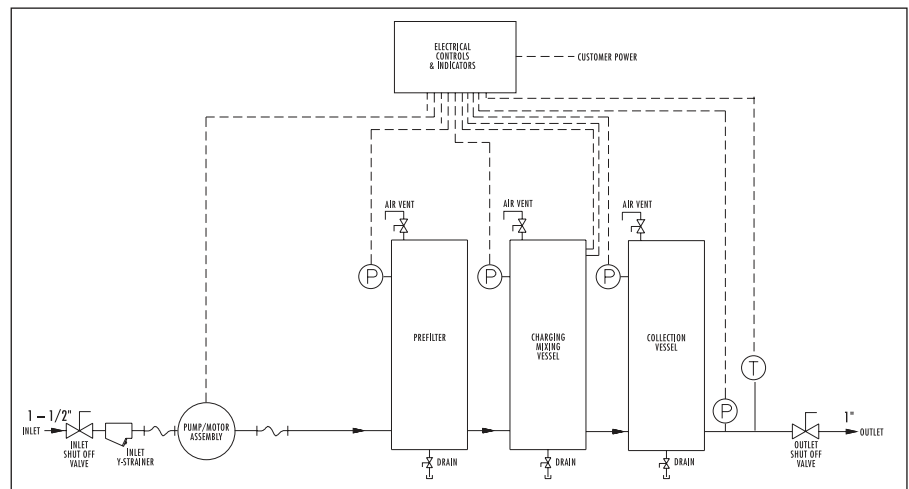 ELECTRICAL
CONTROLS
& INDICATORS
CUSTOMER POWER
AIR VENT
AIR VENT
AIR VENT
P
P
P
PREFILTER
CHARGING
MIXING
VESSEL
COLLECTION
VESSEL
T
P
1 – 1/2"
INLET
INLET
SHUT OFF
VALVE
INLET
Y-STRAINER
PUMP/MOTOR
ASSEMBLY
DRAIN
DRAIN
DRAIN
1"
OUTLET
OUTLET
SHUT OFF
VALVE